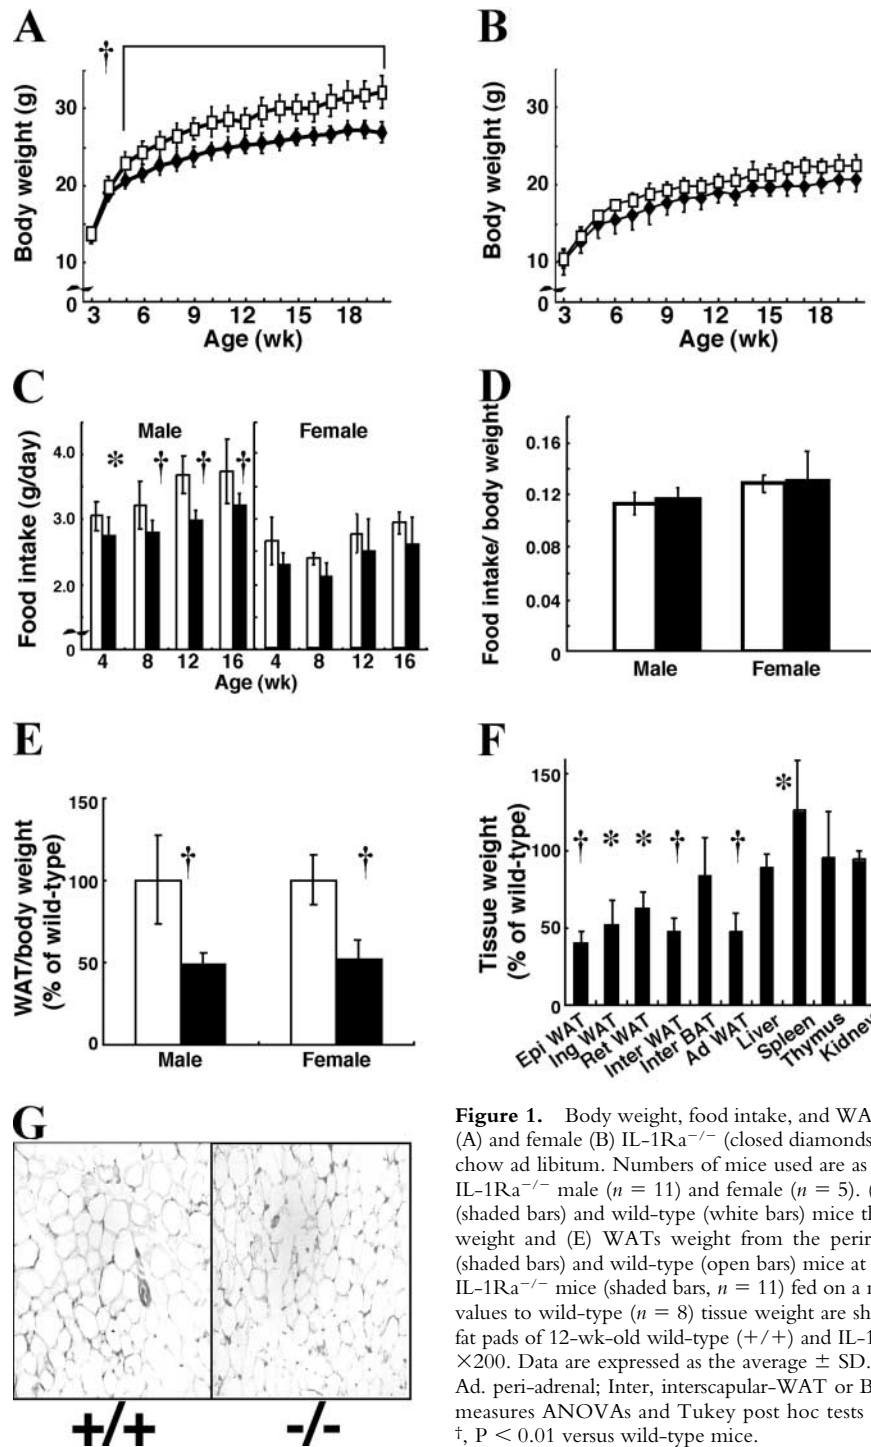 A
†
Body weight (g)
30
20
10
0
3 6 9 12 15 18
Age (wk)
B
Body weight (g)
30
20
10
0
3 6 9 12 15 18
Age (wk)
C
Food intake (g/day)
Male Female
* † † †
4.0
3.0
2.0
0
4 8 12 16 4 8 12 16
Age (wk)
D
Food intake/ body weight
0.16
0.12
0.08
0.04
0
Male Female
E
WAT/body weight
(% of wild-type)
100
50
0
† †
Male Female
F
Tissue weight
(% of wild-type)
150
100
50
0
† * * † † *
Epi WAT
Ing WAT
Ret WAT
Inter WAT
Inter BAT
Ad WAT
Liver
Spleen
Thymus
Kidney
G
+/+ -/-
Figure 1. Body weight, food intake, and WA
(A) and female (B) IL-1Ra−/− (closed diamonds
chow ad libitum. Numbers of mice used are as
IL-1Ra−/− male (n = 11) and female (n = 5). (
(shaded bars) and wild-type (white bars) mice th
weight and (E) WATs weight from the perir
(shaded bars) and wild-type (open bars) mice at
IL-1Ra−/− mice (shaded bars, n = 11) fed on a r
values to wild-type (n = 8) tissue weight are sh
fat pads of 12-wk-old wild-type (+/+) and IL-1
×200. Data are expressed as the average ± SD.
Ad. peri-adrenal; Inter, interscapular-WAT or B
measures ANOVAs and Tukey post hoc tests
†, P < 0.01 versus wild-type mice.